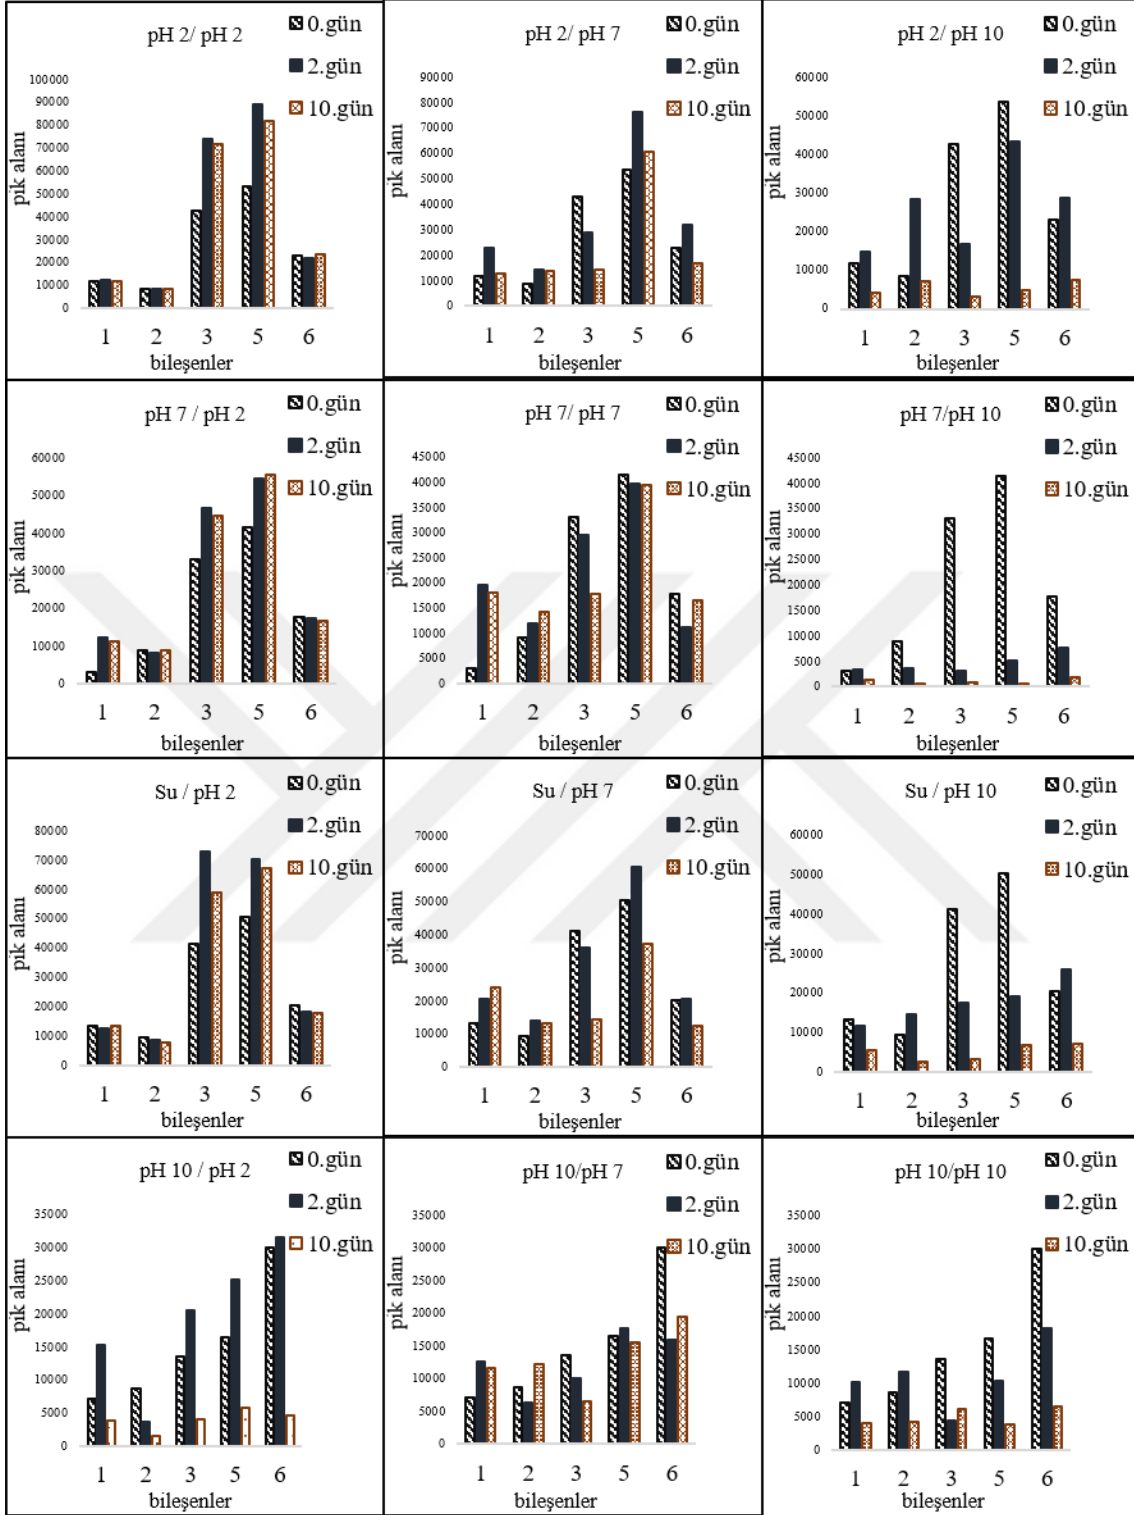 pH 2/ pH 2
0.gün
2.gün
10.gün
pik alanı
100000
90000
80000
70000
60000
50000
40000
30000
20000
10000
0
1 2 3 5 6
bileşenler
pH 2/ pH 7
0.gün
2.gün
10.gün
pik alanı
90000
80000
70000
60000
50000
40000
30000
20000
10000
0
1 2 3 5 6
bileşenler
pH 2/ pH 10
0.gün
2.gün
10.gün
pik alanı
60000
50000
40000
30000
20000
10000
0
1 2 3 5 6
bileşenler
pH 7 / pH 2
0.gün
2.gün
10.gün
pik alanı
60000
50000
40000
30000
20000
10000
0
1 2 3 5 6
bileşenler
pH 7/ pH 7
0.gün
2.gün
10.gün
pik alanı
45000
40000
35000
30000
25000
20000
15000
10000
5000
0
1 2 3 5 6
bileşenler
pH 7/pH 10
0.gün
2.gün
10.gün
pik alanı
45000
40000
35000
30000
25000
20000
15000
10000
5000
0
1 2 3 5 6
bileşenler
Su / pH 2
0.gün
2.gün
10.gün
pik alanı
80000
70000
60000
50000
40000
30000
20000
10000
0
1 2 3 5 6
bileşenler
Su / pH 7
0.gün
2.gün
10.gün
pik alanı
70000
60000
50000
40000
30000
20000
10000
0
1 2 3 5 6
bileşenler
Su / pH 10
0.gün
2.gün
10.gün
pik alanı
60000
50000
40000
30000
20000
10000
0
1 2 3 5 6
bileşenler
pH 10 / pH 2
0.gün
2.gün
10.gün
pik alanı
35000
30000
25000
20000
15000
10000
5000
0
1 2 3 5 6
bileşenler
pH 10/pH 7
0.gün
2.gün
10.gün
pik alanı
35000
30000
25000
20000
15000
10000
5000
0
1 2 3 5 6
bileşenler
pH 10/pH 10
0.gün
2.gün
10.gün
pik alanı
35000
30000
25000
20000
15000
10000
5000
0
1 2 3 5 6
bileşenler